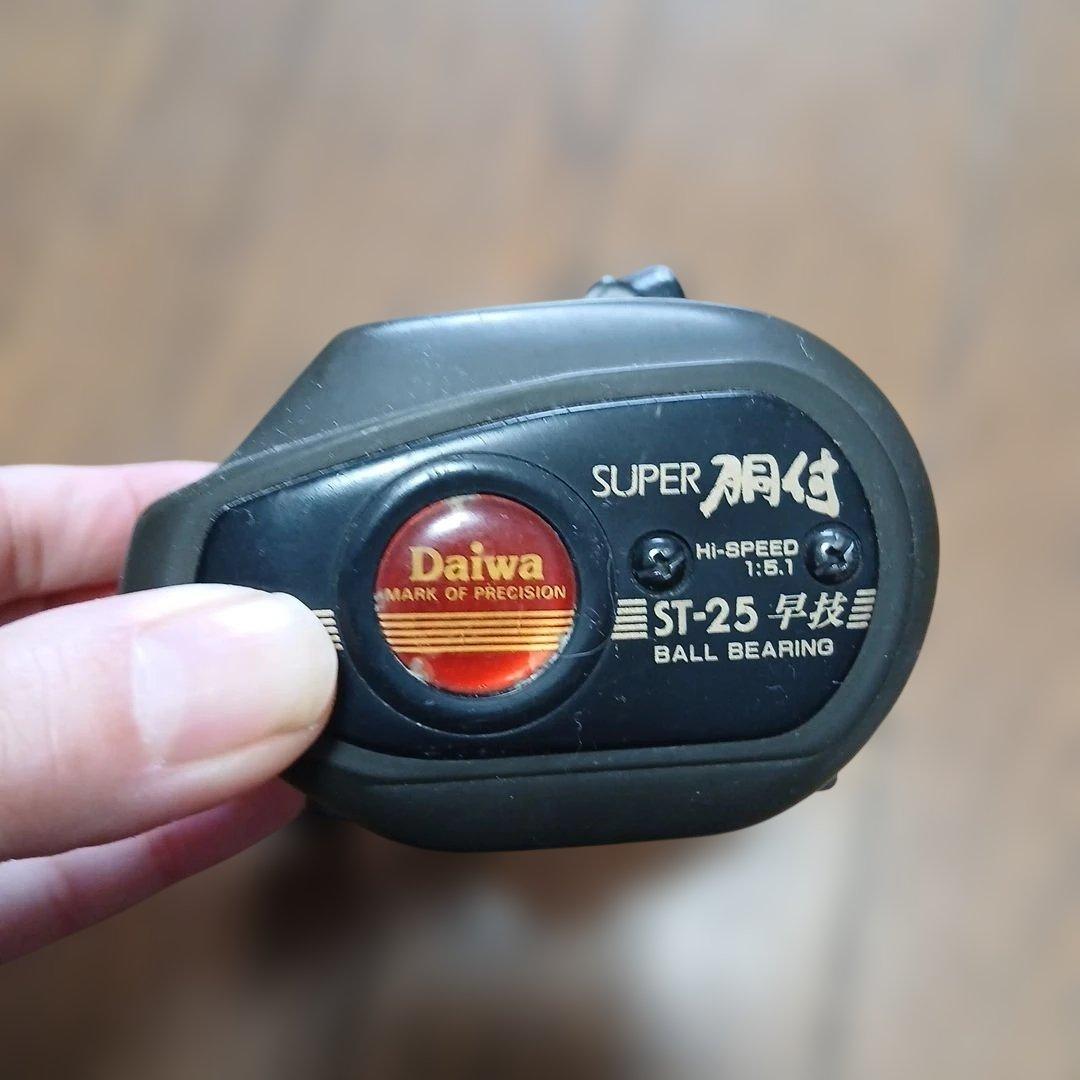 SUPER 胴付
Hi-SPEED
1:5.1
Daiwa
MARK OF PRECISION
ST-25 早技
BALL BEARING